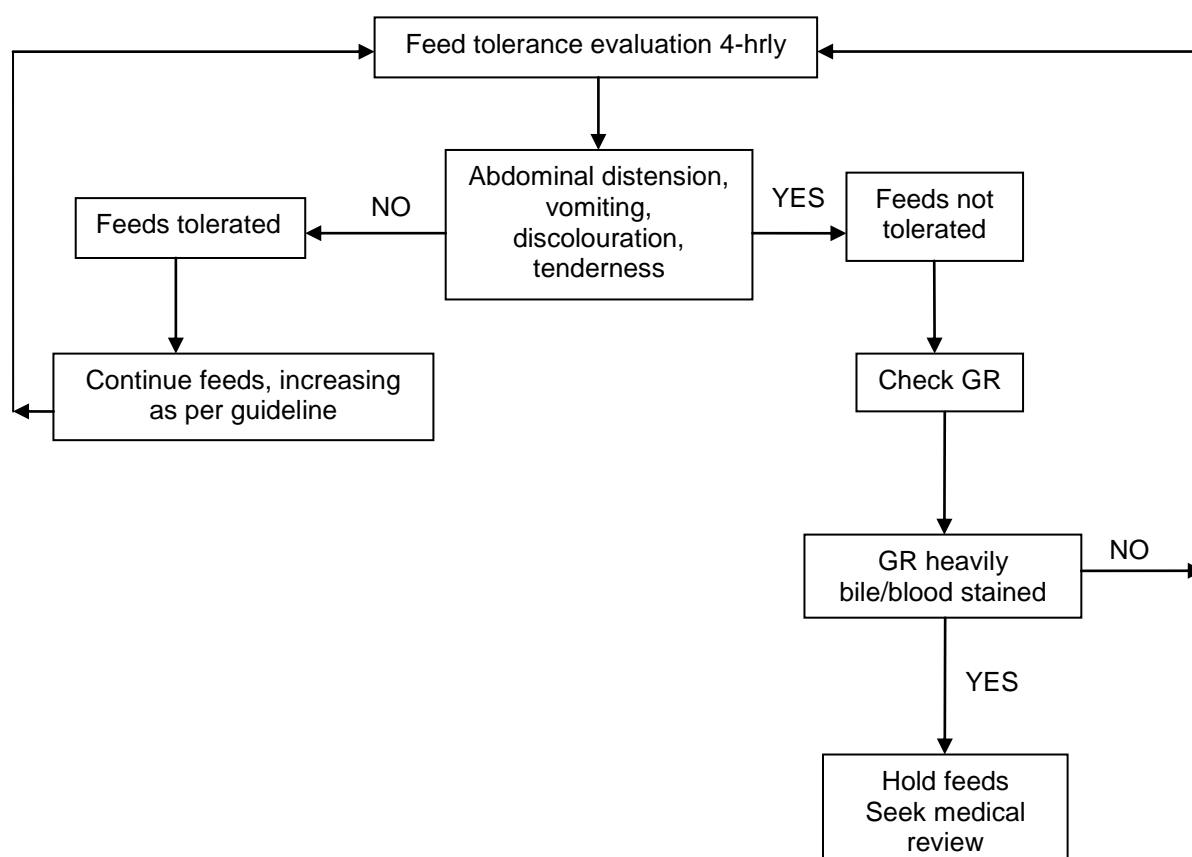 Feed tolerance evaluation 4-hrly
Abdominal distension,
vomiting,
discolouration,
tenderness
NO
YES
Feeds tolerated
Feeds not
tolerated
Continue feeds, increasing
as per guideline
Check GR
GR heavily
bile/blood stained
NO
YES
Hold feeds
Seek medical
review